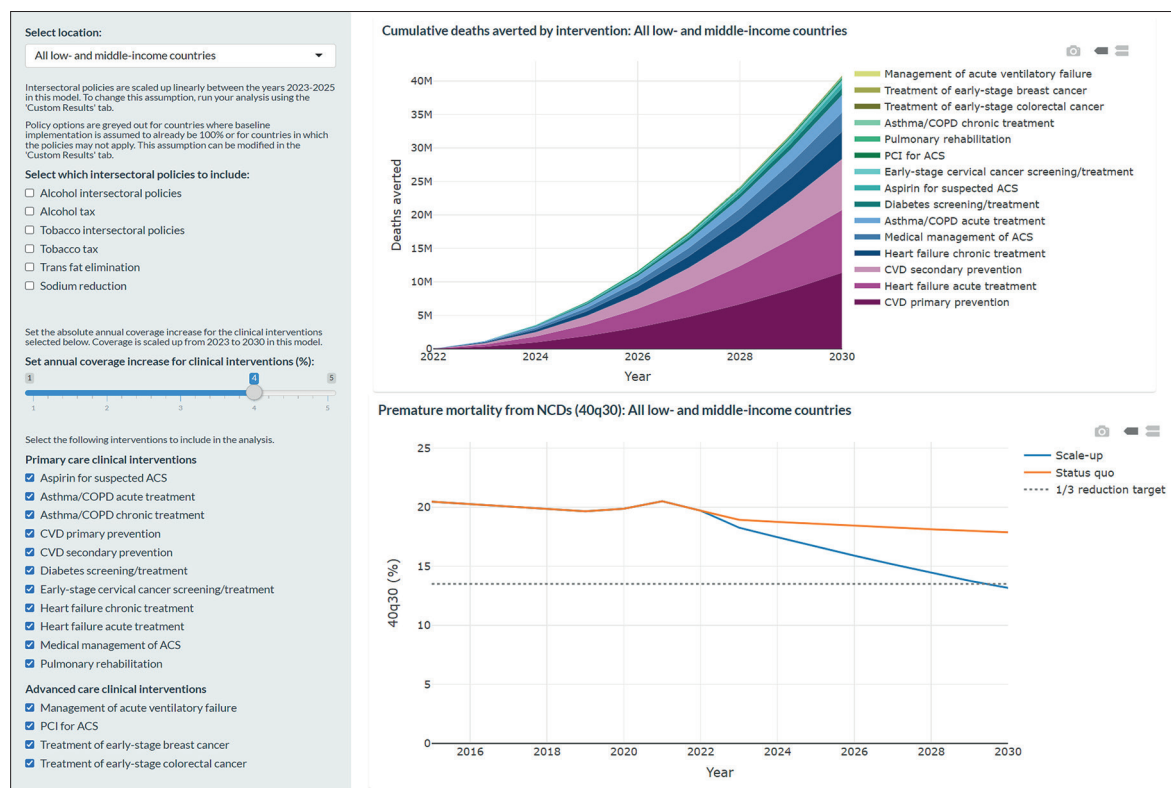 Select location:
All low- and middle-income countries
Intersectoral policies are scaled up linearly between the years 2023-2025
in this model. To change this assumption, run your analysis using the
'Custom Results' tab.
Policy options are greyed out for countries where baseline
implementation is assumed to already be 100% or for countries in which
the policies may not apply. This assumption can be modified in the
'Custom Results' tab.
Select which intersectoral policies to include:
Alcohol intersectoral policies
Alcohol tax
Tobacco intersectoral policies
Tobacco tax
Trans fat elimination
Sodium reduction
Set the absolute annual coverage increase for the clinical interventions
selected below. Coverage is scaled up from 2023 to 2030 in this model.
Set annual coverage increase for clinical interventions (%):
1 4 5
1 2 3 4 5
Select the following interventions to include in the analysis.
Primary care clinical interventions
Aspirin for suspected ACS
Asthma/COPD acute treatment
Asthma/COPD chronic treatment
CVD primary prevention
CVD secondary prevention
Diabetes screening/treatment
Early-stage cervical cancer screening/treatment
Heart failure chronic treatment
Heart failure acute treatment
Medical management of ACS
Pulmonary rehabilitation
Advanced care clinical interventions
Management of acute ventilatory failure
PCI for ACS
Treatment of early-stage breast cancer
Treatment of early-stage colorectal cancer
Cumulative deaths averted by intervention: All low- and middle-income countries
Deaths averted
40M
35M
30M
25M
20M
15M
10M
5M
0
2022 2024 2026 2028 2030
Year
Management of acute ventilatory failure
Treatment of early-stage breast cancer
Treatment of early-stage colorectal cancer
Asthma/COPD chronic treatment
Pulmonary rehabilitation
PCI for ACS
Early-stage cervical cancer screening/treatment
Aspirin for suspected ACS
Diabetes screening/treatment
Asthma/COPD acute treatment
Medical management of ACS
Heart failure chronic treatment
CVD secondary prevention
Heart failure acute treatment
CVD primary prevention
Premature mortality from NCDs (40q30): All low- and middle-income countries
40q30 (%)
25
20
15
10
5
0
2016 2018 2020 2022 2024 2026 2028 2030
Year
Scale-up
Status quo
1/3 reduction target